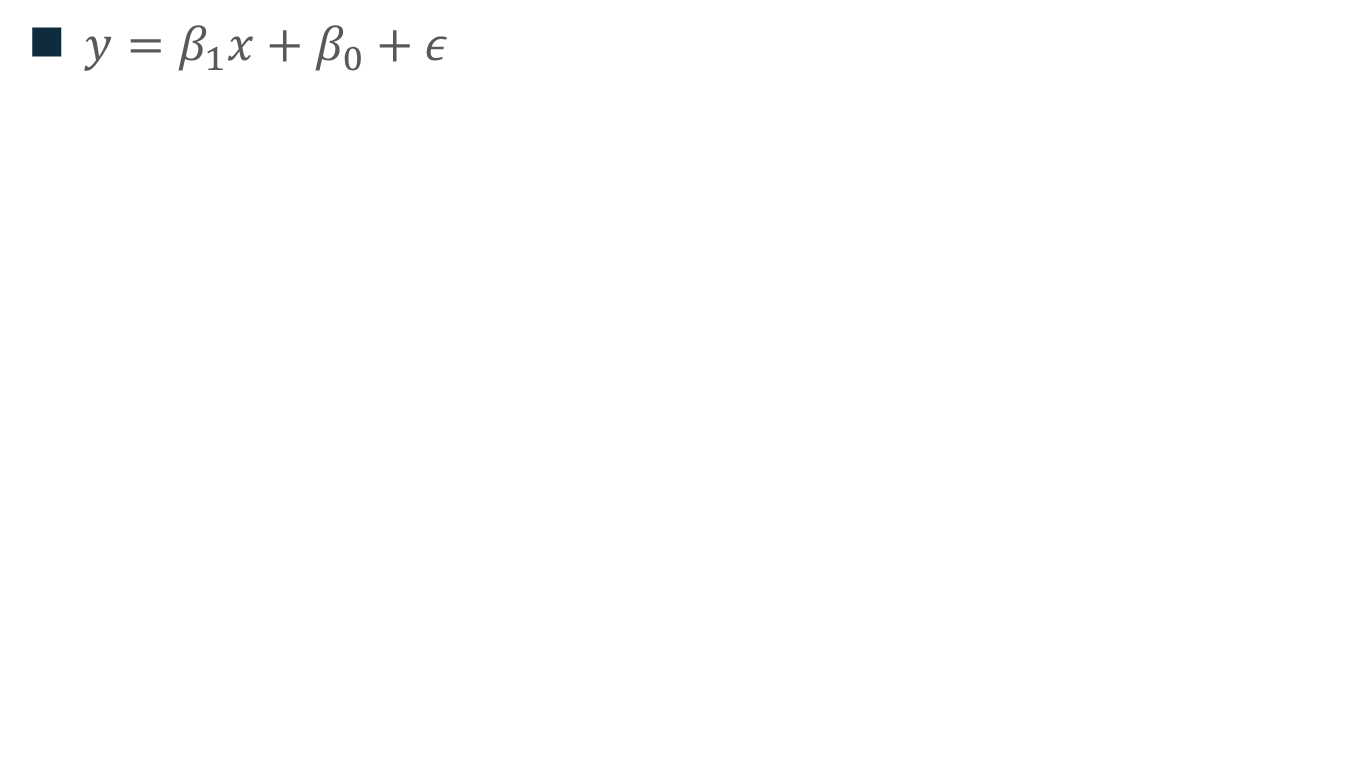 ■ 𝑦 = 𝛽₁𝑥 + 𝛽₀ + 𝜖